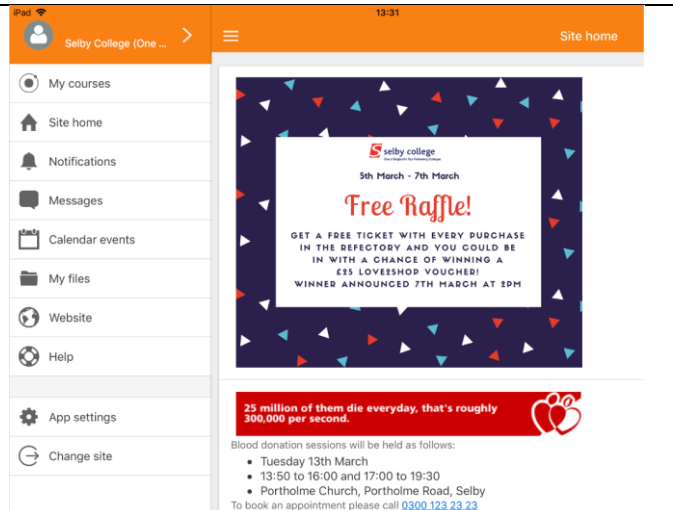 iPad
13:31
Selby College (One ...
Site home
My courses
Site home
Notifications
Messages
Calendar events
My files
Website
Help
App settings
Change site
selby college
5th March - 7th March
Free Raffle!
GET A FREE TICKET WITH EVERY PURCHASE
IN THE REFECTORY AND YOU COULD BE
IN WITH A CHANCE OF WINNING A
£25 LOVE2SHOP VOUCHER!
WINNER ANNOUNCED 7TH MARCH AT 2PM
25 million of them die everyday, that's roughly
300,000 per second.
Blood donation sessions will be held as follows:
Tuesday 13th March
13:50 to 16:00 and 17:00 to 19:30
Portholme Church, Portholme Road, Selby
To book an appointment please call 0300 123 23 23